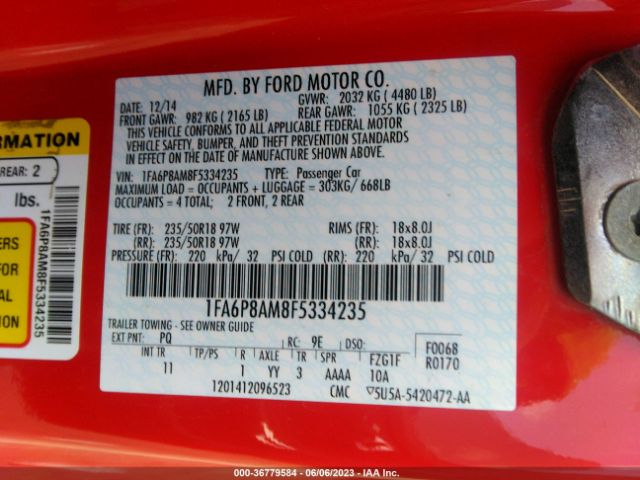 MFD. BY FORD MOTOR CO.
DATE: 12/14 GVWR: 2032 KG ( 4480 LB)
FRONT GAWR: 982 KG ( 2165 LB) REAR GAWR: 1055 KG ( 2325 LB)
THIS VEHICLE CONFORMS TO ALL APPLICABLE FEDERAL MOTOR
VEHICLE SAFETY, BUMPER, AND THEFT PREVENTION STANDARDS
IN EFFECT ON THE DATE OF MANUFACTURE SHOWN ABOVE.
VIN: 1FA6P8AM8F5334235 TYPE: Passenger Car
MAXIMUM LOAD = OCCUPANTS + LUGGAGE = 303KG/ 668LB
OCCUPANTS = 4 TOTAL; 2 FRONT, 2 REAR
TIRE (FR): 235/50R18 97W RIMS (FR): 18x8.0J
(RR): 235/50R18 97W (RR): 18x8.0J
PRESSURE (FR): 220 kPa/ 32 PSI COLD (RR): 220 kPa/ 32 PSI COLD
1FA6P8AM8F5334235
TRAILER TOWING - SEE OWNER GUIDE
EXT PNT: PQ RC: 9E DSO: F0068
INT TR TP/PS R AXLE TR SPR FZG1F R0170
11 1 YY 3 AAAA 10A
1201412096523 CMC ▽5U5A-5420472-AA
FORMATION
REAR: 2
lbs.
1FA6P8AM8F5334235
ERS
FOR
AL
TION
000-36779584 | 06/06/2023 | IAA Inc.